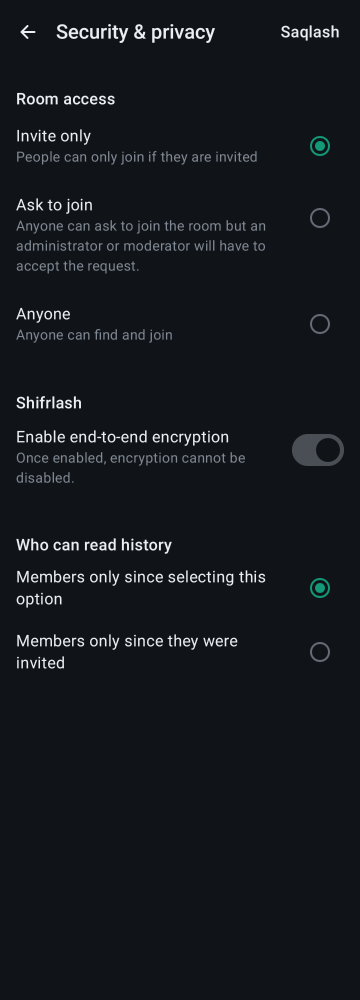 Security & privacy
Saqlash
Room access
Invite only
People can only join if they are invited
Ask to join
Anyone can ask to join the room but an
administrator or moderator will have to
accept the request.
Anyone
Anyone can find and join
Shifrlash
Enable end-to-end encryption
Once enabled, encryption cannot be
disabled.
Who can read history
Members only since selecting this
option
Members only since they were
invited